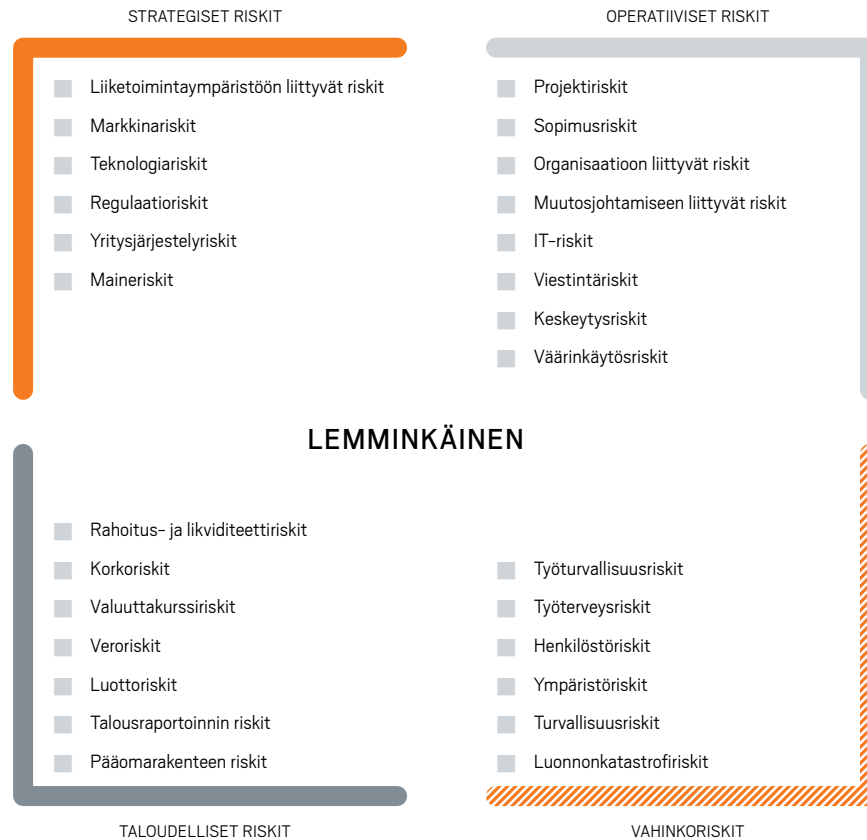 STRATEGISET RISKIT
Liiketoimintaympäristöön liittyvät riskit
Markkinariskit
Teknologiariskit
Regulaatioriskit
Yritysjärjestelyriskit
Maineriskit
OPERATIIVISET RISKIT
Projektiriskit
Sopimusriskit
Organisaatioon liittyvät riskit
Muutosjohtamiseen liittyvät riskit
IT-riskit
Viestintäriskit
Keskeytysriskit
Väärinkäytösriskit
LEMMINKÄINEN
Rahoitus- ja likviditeettiriskit
Korkoriskit
Valuuttakurssiriskit
Veroriskit
Luottoriskit
Talousraportoinnin riskit
Pääomarakenteen riskit
TALOUDELLISET RISKIT
Työturvallisuusriskit
Työterveysriskit
Henkilöstöriskit
Ympäristöriskit
Turvallisuusriskit
Luonnonkatastrofiriskit
VAHINKORISKIT